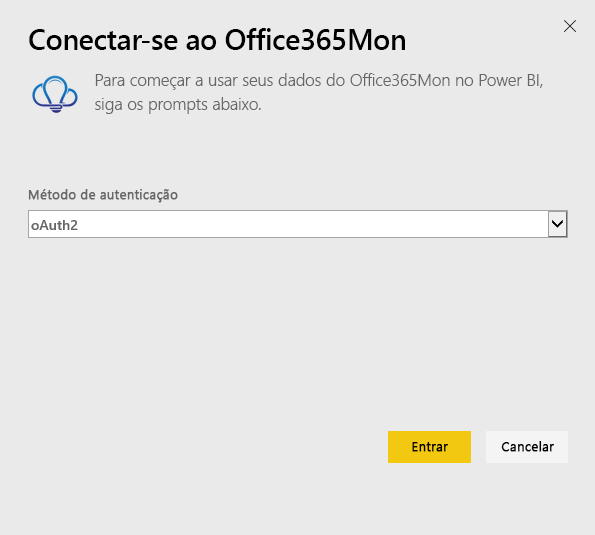 Conectar-se ao Office365Mon
Para começar a usar seus dados do Office365Mon no Power BI,
siga os prompts abaixo.
Método de autenticação
oAuth2
Entrar
Cancelar